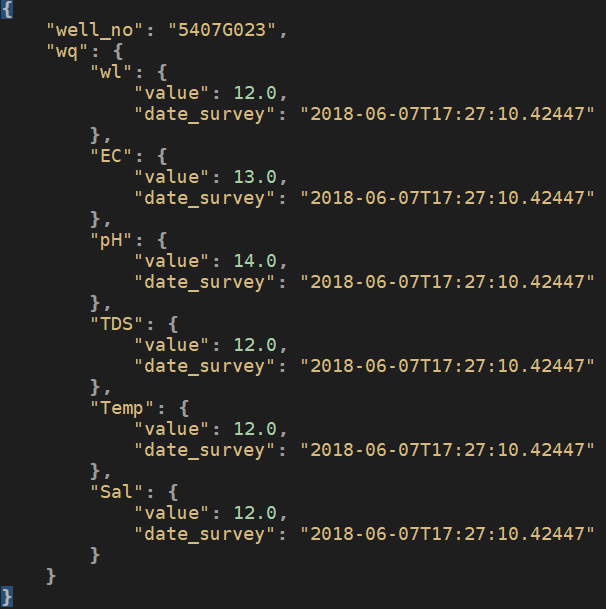 {
    "well_no": "5407G023",
    "wq": {
        "wl": {
            "value": 12.0,
            "date_survey": "2018-06-07T17:27:10.42447"
        },
        "EC": {
            "value": 13.0,
            "date_survey": "2018-06-07T17:27:10.42447"
        },
        "pH": {
            "value": 14.0,
            "date_survey": "2018-06-07T17:27:10.42447"
        },
        "TDS": {
            "value": 12.0,
            "date_survey": "2018-06-07T17:27:10.42447"
        },
        "Temp": {
            "value": 12.0,
            "date_survey": "2018-06-07T17:27:10.42447"
        },
        "Sal": {
            "value": 12.0,
            "date_survey": "2018-06-07T17:27:10.42447"
        }
    }
}